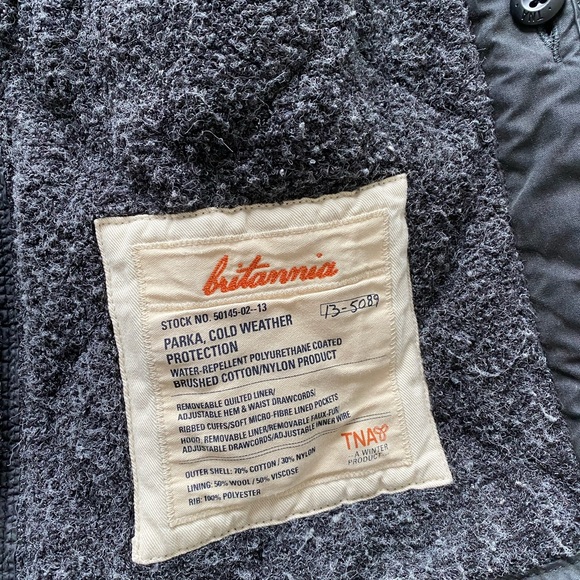 britannia
STOCK NO. 50145-02--13
13-5089
PARKA, COLD WEATHER
PROTECTION
WATER-REPELLENT POLYURETHANE COATED
BRUSHED COTTON/NYLON PRODUCT
REMOVEABLE QUILTED LINER/
ADJUSTABLE HEM & WAIST DRAWCORDS/
RIBBED CUFFS/SOFT MICRO-FIBRE LINED POCKETS
HOOD, REMOVABLE LINER/REMOVABLE FAUX-FUR
ADJUSTABLE DRAWCORDS/ADJUSTABLE INNER WIRE
TNA
...A WINTER
PRODUCT...
OUTER SHELL: 70% COTTON / 30% NYLON
LINING: 50% WOOL / 50% VISCOSE
RIB: 100% POLYESTER